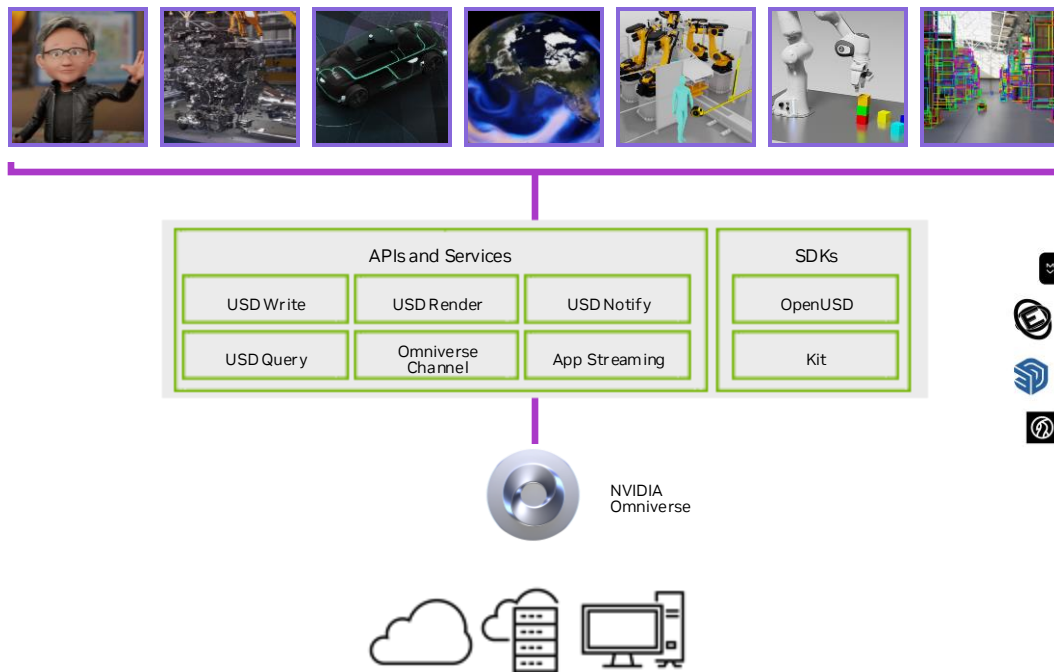 APIs and Services
SDKs
USD Write
USD Render
USD Notify
OpenUSD
USD Query
Omniverse
Channel
App Streaming
Kit
NVIDIA
Omniverse